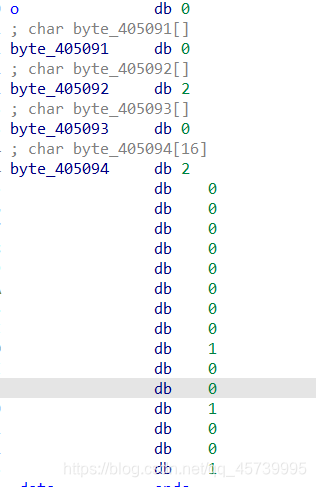 o db 0
; char byte_405091[]
byte_405091 db 0
; char byte_405092[]
byte_405092 db 2
; char byte_405093[]
byte_405093 db 0
; char byte_405094[16]
byte_405094 db 2
db 0
db 0
db 0
db 0
db 0
db 0
db 0
db 0
db 1
db 0
db 0
db 1
db 0
db 0
db 1
https://blog.csdn.net/qq_45739995
data ends